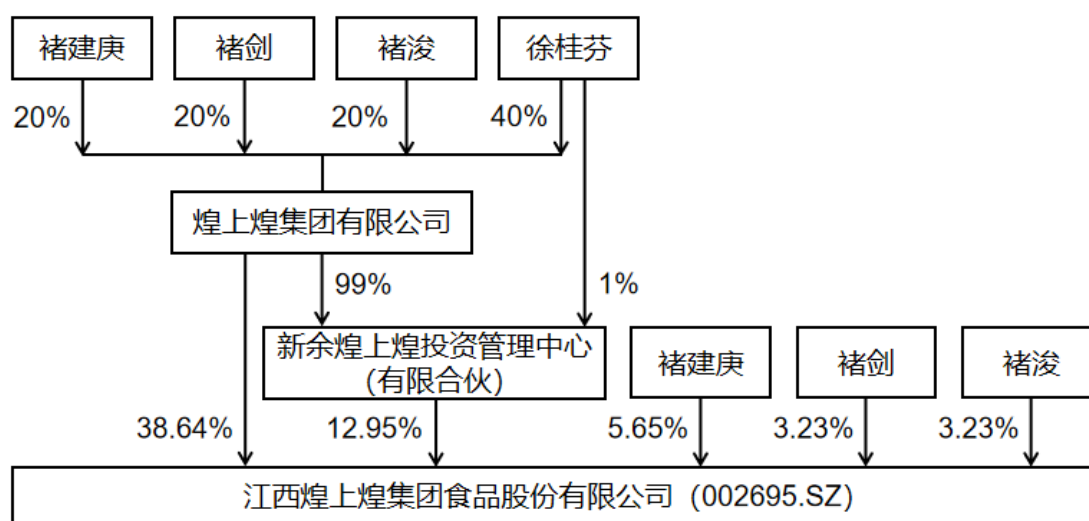 褚建庚
褚剑
褚浚
徐桂芬
20%
20%
20%
40%
煌上煌集团有限公司
99%
1%
新余煌上煌投资管理中心
（有限合伙）
褚建庚
褚剑
褚浚
38.64%
12.95%
5.65%
3.23%
3.23%
江西煌上煌集团食品股份有限公司（002695.SZ）